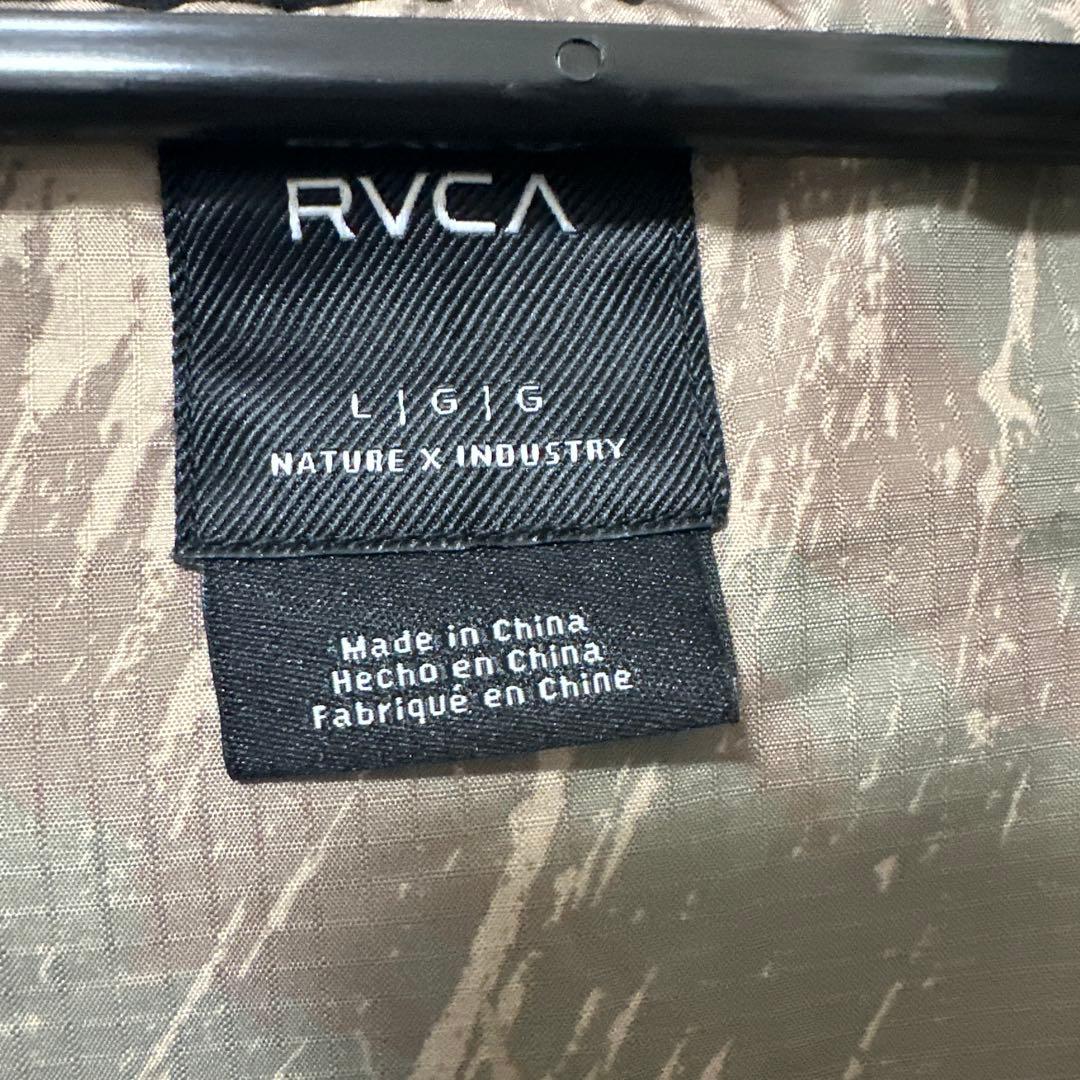 RVCA
L | G | G
NATURE X INDUSTRY
Made in China
Hecho en China
Fabriqué en Chine